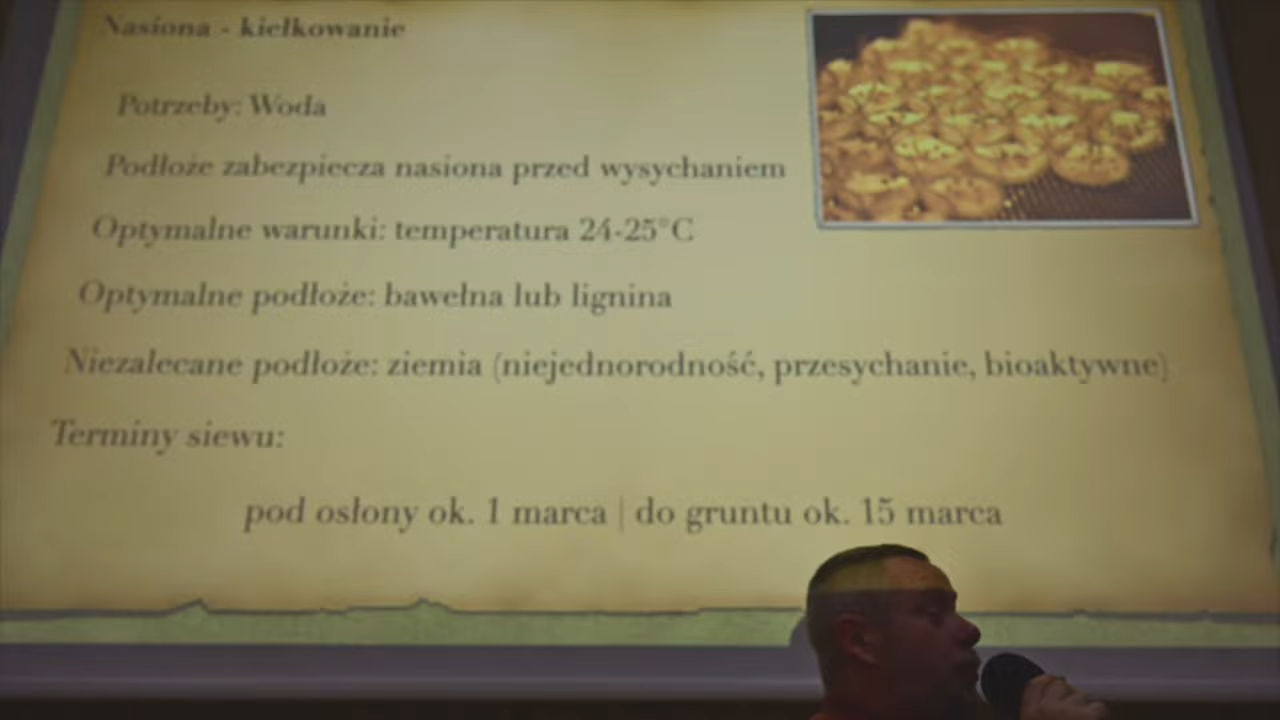 Nasiona - kiełkowanie
Potrzeby: Woda
Podłoże zabezpiecza nasiona przed wysychaniem
Optymalne warunki: temperatura 24-25°C
Optymalne podłoże: bawełna lub lignina
Niezalecane podłoże: ziemia (niejednorodność, przesychanie, bioaktywne)
Terminy siewu:
pod osłony ok. 1 marca | do gruntu ok. 15 marca